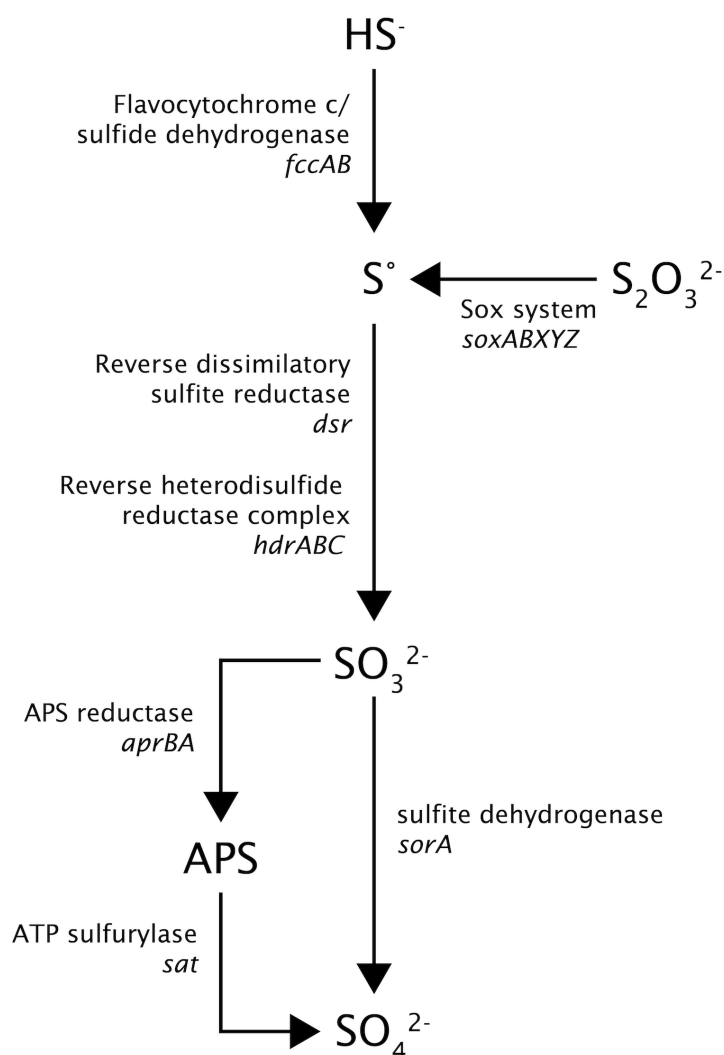 HS⁻
Flavocytochrome c/
sulfide dehydrogenase
fccAB
S°
S₂O₃²⁻
Sox system
soxABXYZ
Reverse dissimilatory
sulfite reductase
dsr
Reverse heterodisulfide
reductase complex
hdrABC
SO₃²⁻
APS reductase
aprBA
sulfite dehydrogenase
sorA
APS
ATP sulfurylase
sat
SO₄²⁻